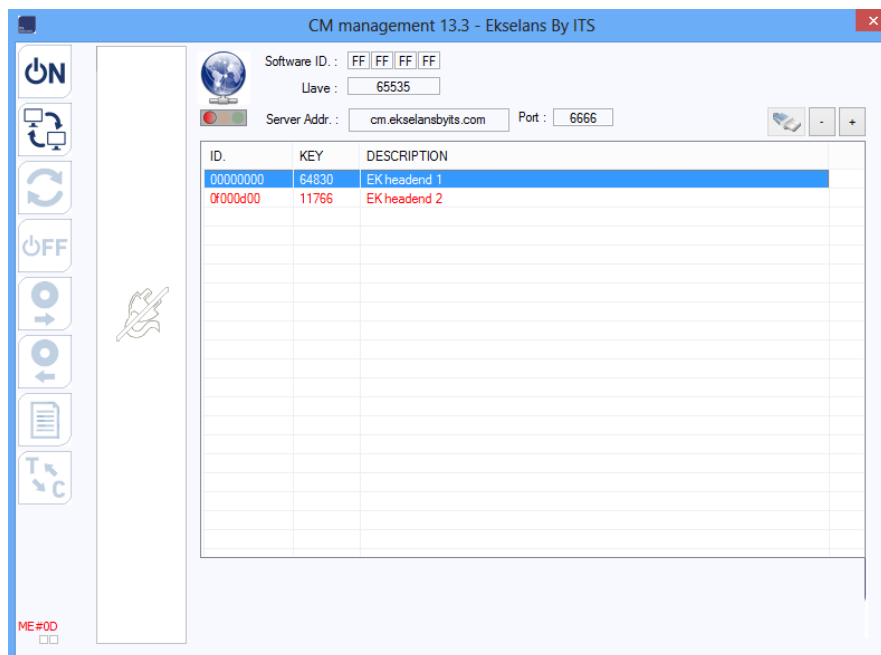 CM management 13.3 - Ekselans By ITS
ON
Software ID. : FF FF FF FF
Llave : 65535
Server Addr. : cm.ekselansbyits.com Port : 6666 - +
ID. KEY DESCRIPTION
00000000 64830 EK headend 1
0f000d00 11766 EK headend 2
OFF
T C
ME#0D